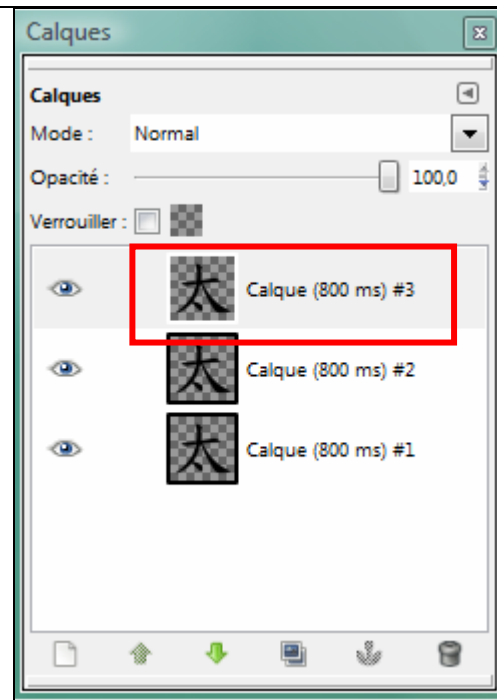 Calques
Calques
Mode : Normal
Opacité : 100,0
Verrouiller :
太 Calque (800 ms) #3
太 Calque (800 ms) #2
太 Calque (800 ms) #1